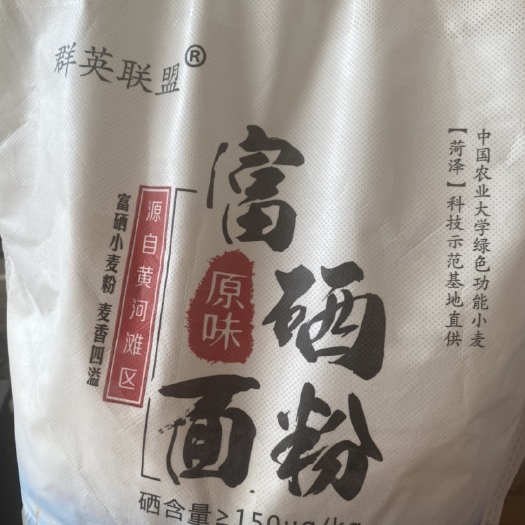 群英联盟®
中国农业大学绿色功能小麦
【菏泽】科技示范基地直供
富硒面粉
原味
源自黄河滩区
富硒小麦粉 麦香四溢
硒含量≥150μg/kg